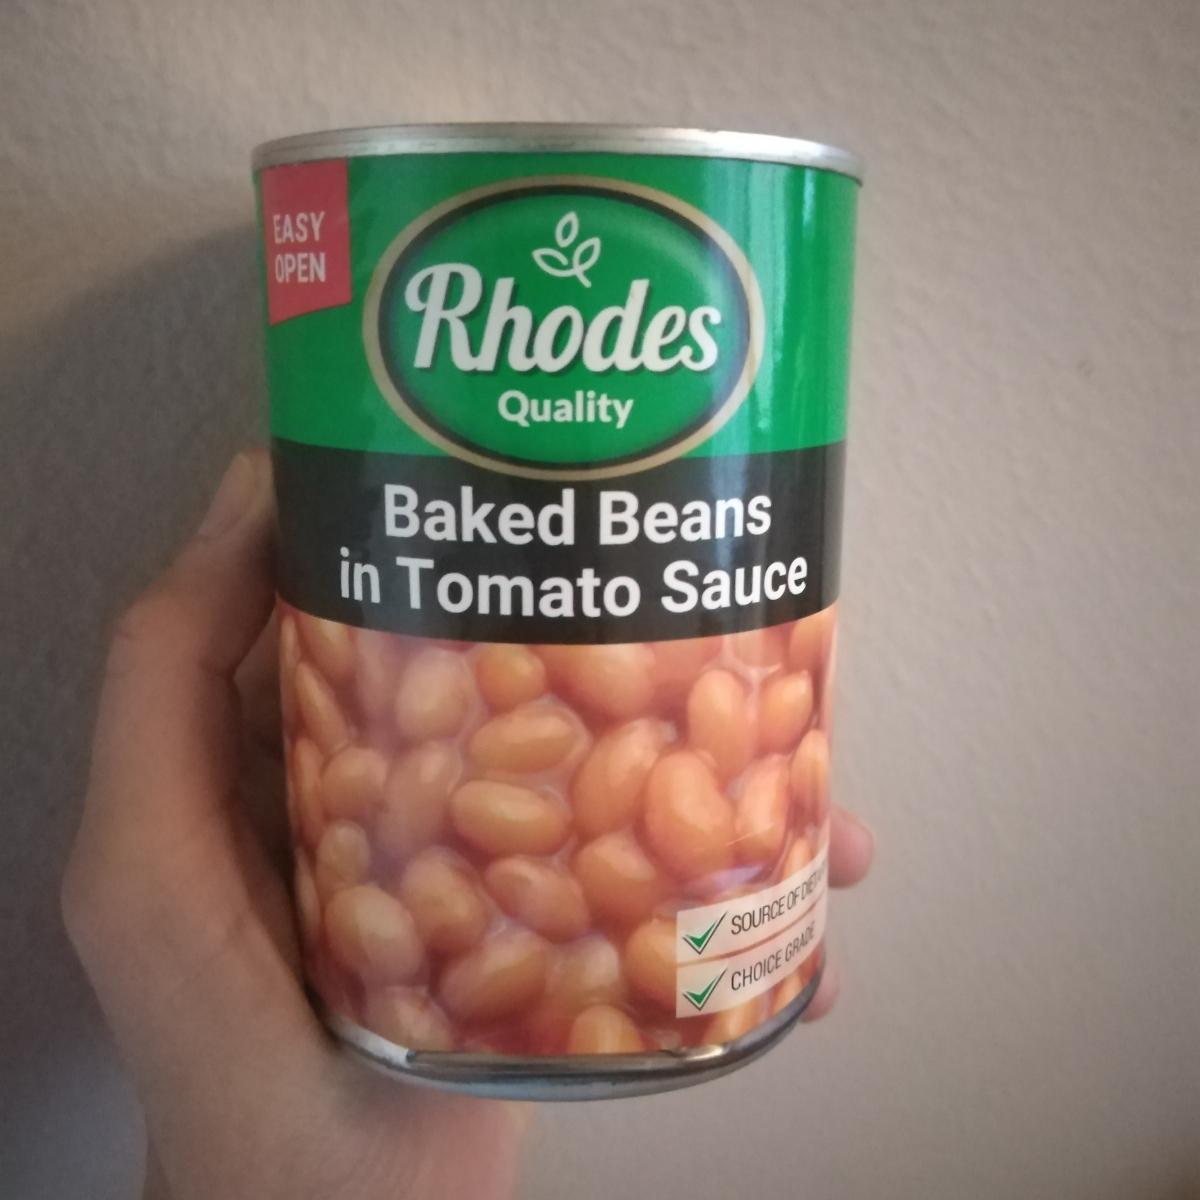 EASY
OPEN
Rhodes
Quality
Baked Beans
in Tomato Sauce
SOURCE OF
CHOICE GRADE